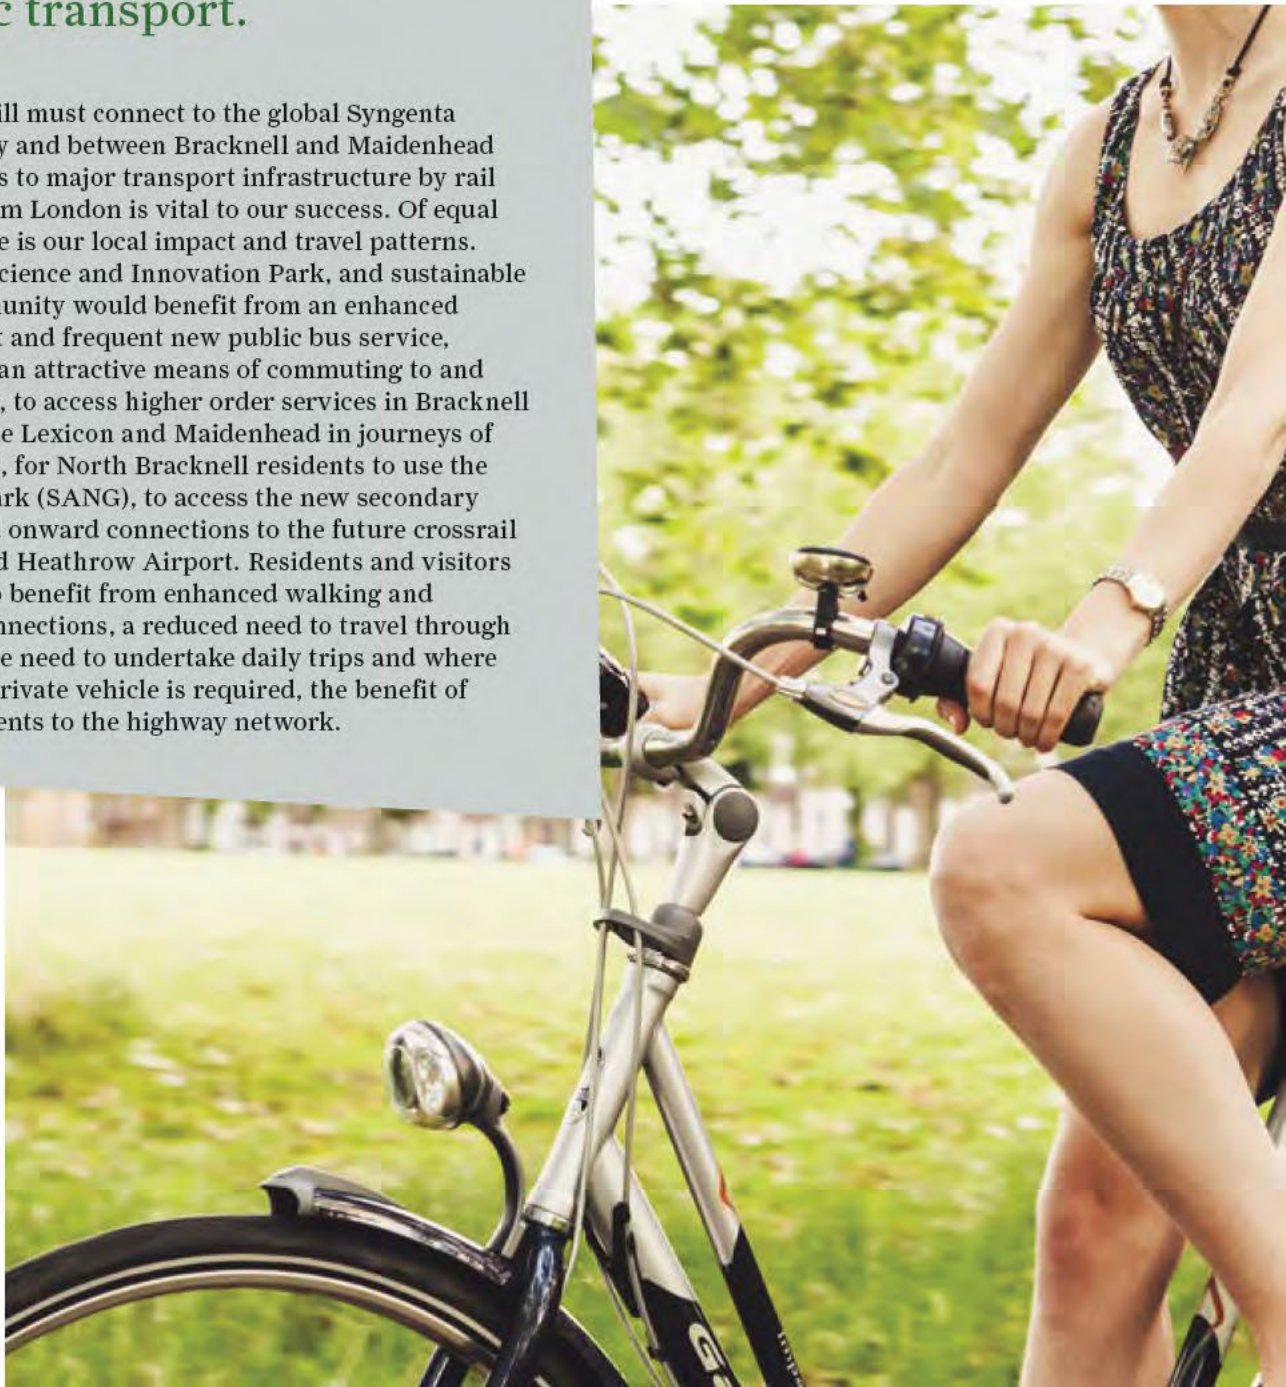 c transport.
ill must connect to the global Syngenta
y and between Bracknell and Maidenhead
s to major transport infrastructure by rail
m London is vital to our success. Of equal
e is our local impact and travel patterns.
cience and Innovation Park, and sustainable
unity would benefit from an enhanced
t and frequent new public bus service,
an attractive means of commuting to and
, to access higher order services in Bracknell
e Lexicon and Maidenhead in journeys of
, for North Bracknell residents to use the
ark (SANG), to access the new secondary
onward connections to the future crossrail
d Heathrow Airport. Residents and visitors
o benefit from enhanced walking and
nnections, a reduced need to travel through
e need to undertake daily trips and where
rivate vehicle is required, the benefit of
ents to the highway network.